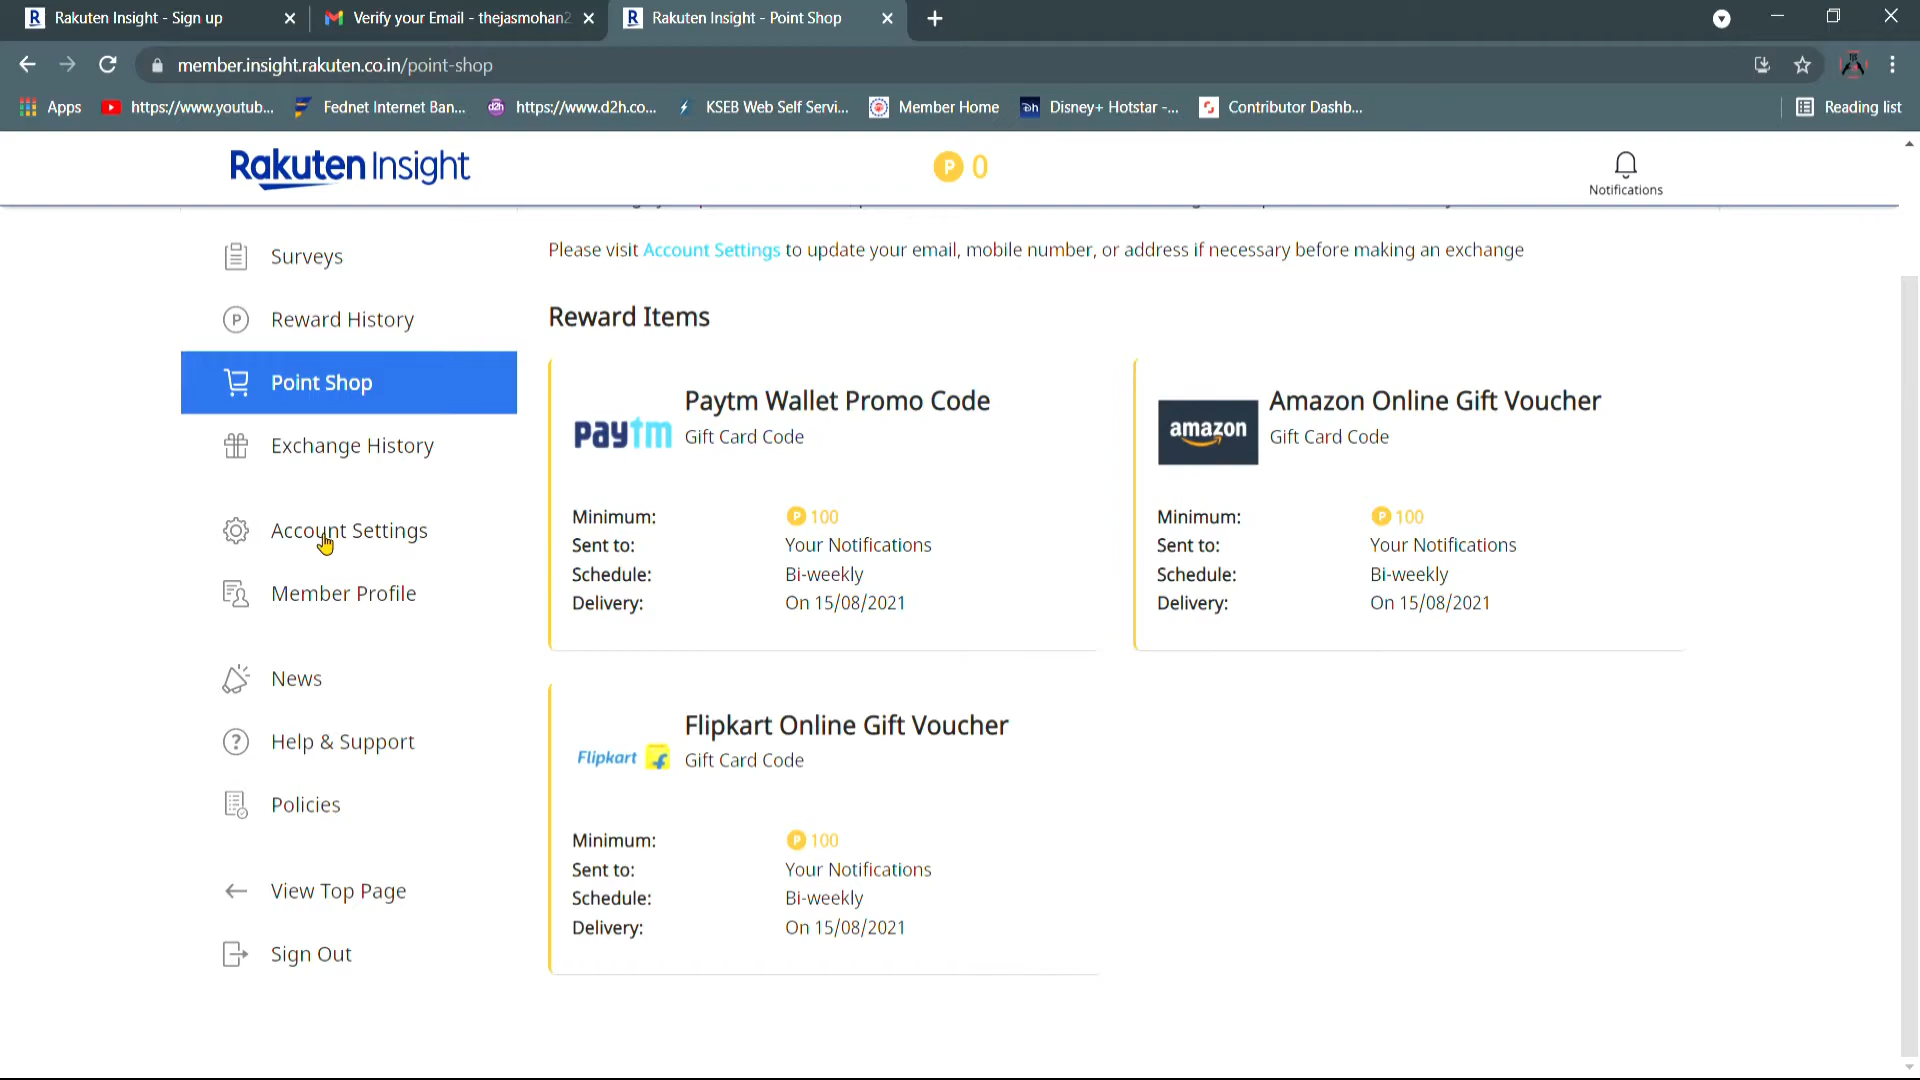 Rakuten Insight - Sign up
Verify your Email - thejasmohan2
Rakuten Insight - Point Shop
member.insight.rakuten.co.in/point-shop
Apps
https://www.youtub...
Fednet Internet Ban...
https://www.d2h.co...
KSEB Web Self Servi...
Member Home
Disney+ Hotstar -...
Contributor Dashb...
Reading list
Rakuten Insight
P 0
Notifications
Surveys
Reward History
Point Shop
Exchange History
Account Settings
Member Profile
News
Help & Support
Policies
View Top Page
Sign Out
Please visit Account Settings to update your email, mobile number, or address if necessary before making an exchange
Reward Items
paytm
Paytm Wallet Promo Code
Gift Card Code
Minimum: P 100
Sent to: Your Notifications
Schedule: Bi-weekly
Delivery: On 15/08/2021
amazon
Amazon Online Gift Voucher
Gift Card Code
Minimum: P 100
Sent to: Your Notifications
Schedule: Bi-weekly
Delivery: On 15/08/2021
Flipkart
Flipkart Online Gift Voucher
Gift Card Code
Minimum: P 100
Sent to: Your Notifications
Schedule: Bi-weekly
Delivery: On 15/08/2021